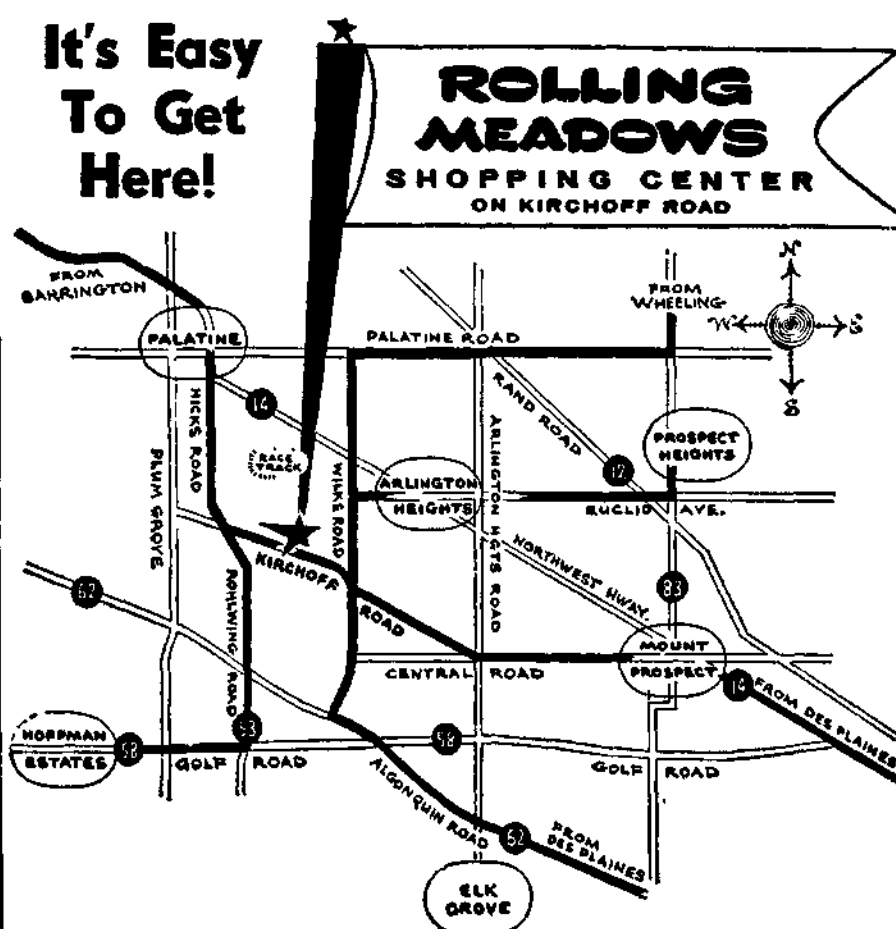 It's Easy
To Get
Here!
ROLLING
MEADOWS
SHOPPING CENTER
ON KIRCHOFF ROAD
FROM
BARRINGTON
FROM
WHEELING
N
W
E
S
PALATINE
PALATINE ROAD
HICKS ROAD
14
RAND ROAD
RACE
TRACK
WILKE ROAD
ARLINGTON HGTS ROAD
PROSPECT
HEIGHTS
12
PLUM GROVE
ARLINGTON
HEIGHTS
EUCLID AVE.
KIRCHOFF
ROAD
NORTHWEST HWAY.
62
83
ROHLWING ROAD
MOUNT
PROSPECT
CENTRAL ROAD
14
FROM DES PLAINES
53
HOFFMAN
ESTATES
58
GOLF ROAD
58
GOLF ROAD
ALGONQUIN ROAD
62
FROM
DES PLAINES
ELK
GROVE